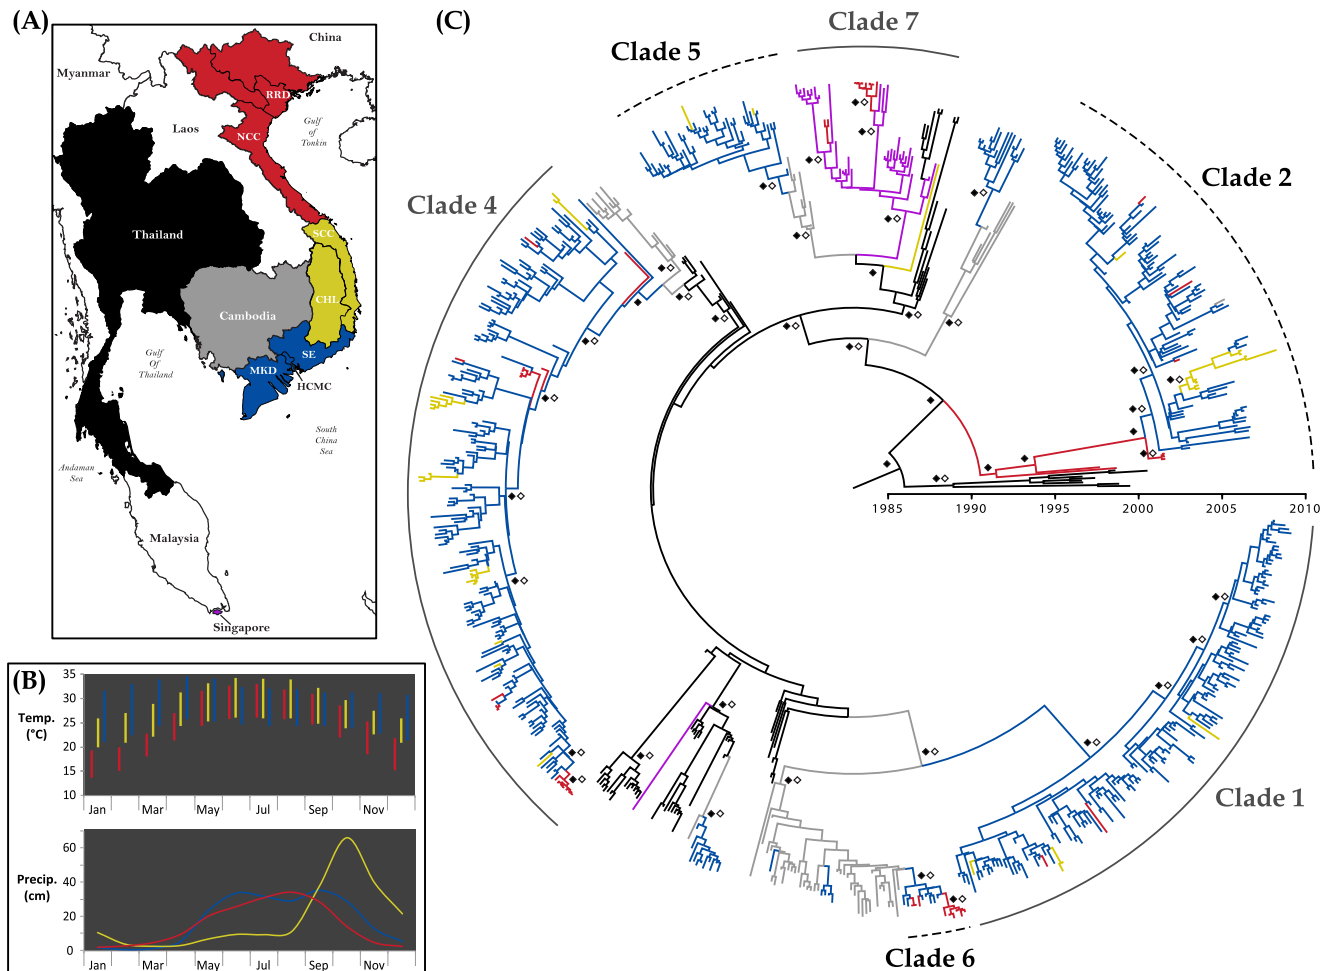 (A)
China
Myanmar
RRD
Laos
NCC
Gulf
of
Tonkin
Thailand
SCC
CHL
Cambodia
SE
MKD
HCMC
Gulf
Of
Thailand
South
China
Sea
Andaman
Sea
Malaysia
Singapore
(B)
35
30
25
20
15
10
Temp.
(°C)
Jan Mar May Jul Sep Nov
60
40
20
0
Precip.
(cm)
Jan Mar May Jul Sep Nov
(C)
Clade 7
Clade 5
Clade 2
Clade 4
1985 1990 1995 2000 2005 2010
Clade 1
Clade 6